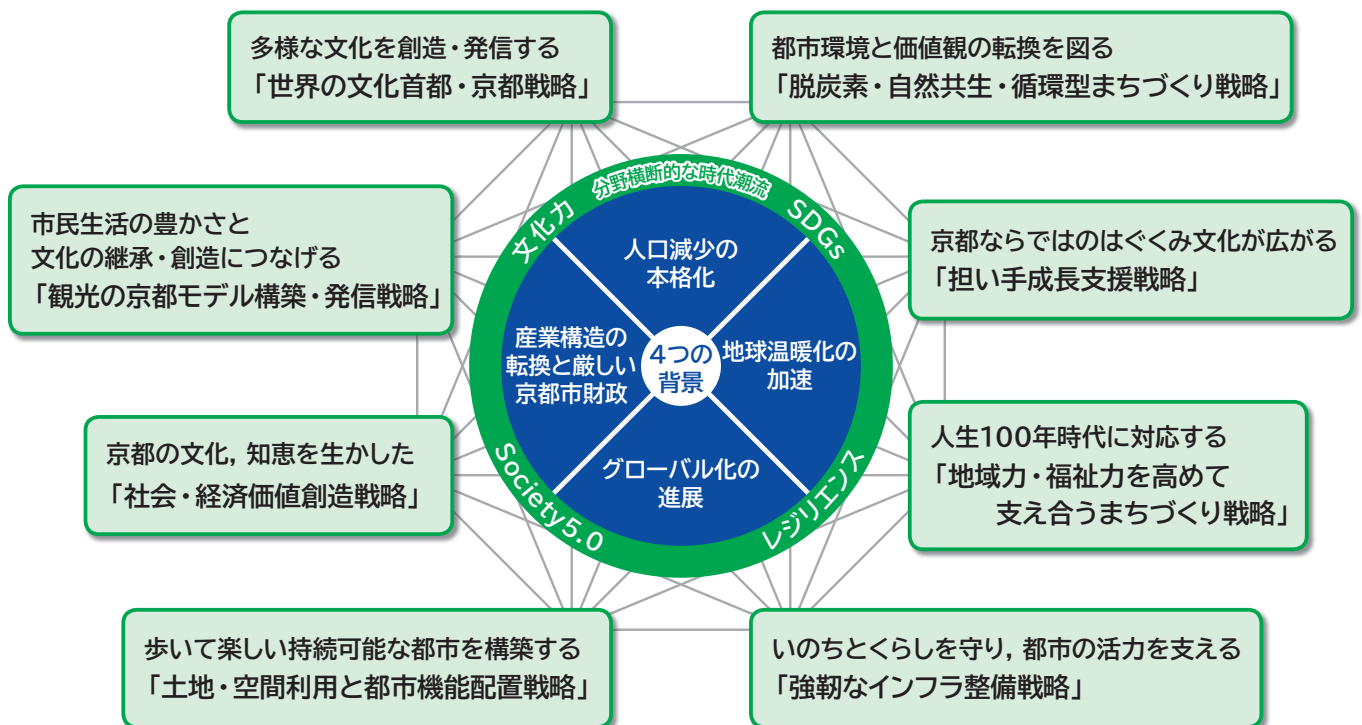 多様な文化を創造・発信する
「世界の文化首都・京都戦略」
都市環境と価値観の転換を図る
「脱炭素・自然共生・循環型まちづくり戦略」
市民生活の豊かさと
文化の継承・創造につなげる
「観光の京都モデル構築・発信戦略」
京都ならではのはぐくみ文化が広がる
「担い手成長支援戦略」
分野横断的な時代潮流
文化力
SDGs
人口減少の
本格化
産業構造の
転換と厳しい
京都市財政
4つの
背景
地球温暖化の
加速
グローバル化の
進展
Society5.0
レジリエンス
京都の文化, 知恵を生かした
「社会・経済価値創造戦略」
人生100年時代に対応する
「地域力・福祉力を高めて
支え合うまちづくり戦略」
歩いて楽しい持続可能な都市を構築する
「土地・空間利用と都市機能配置戦略」
いのちとくらしを守り, 都市の活力を支える
「強靭なインフラ整備戦略」